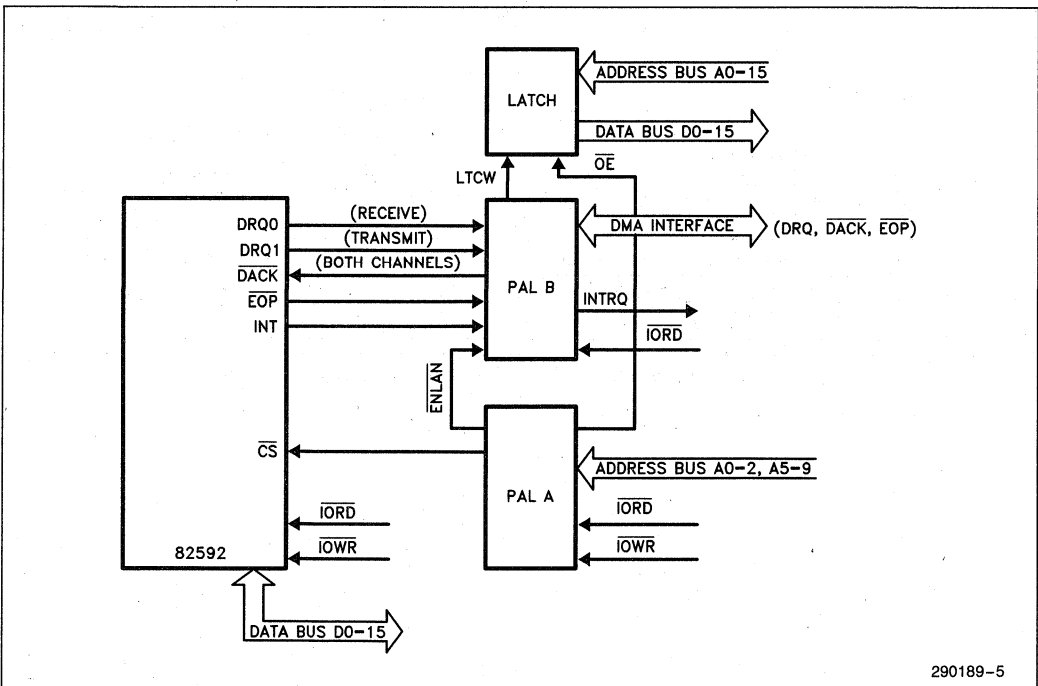 ADDRESS BUS A0-15
LATCH
DATA BUS D0-15
LTCW
OE
DRQ0
(RECEIVE)
DRQ1
(TRANSMIT)
DACK
(BOTH CHANNELS)
EOP
INT
PAL B
DMA INTERFACE
(DRQ, DACK, EOP)
INTRQ
IORD
ENLAN
CS
PAL A
ADDRESS BUS A0-2, A5-9
IORD
IOWR
IORD
IOWR
82592
DATA BUS D0-15
290189-5